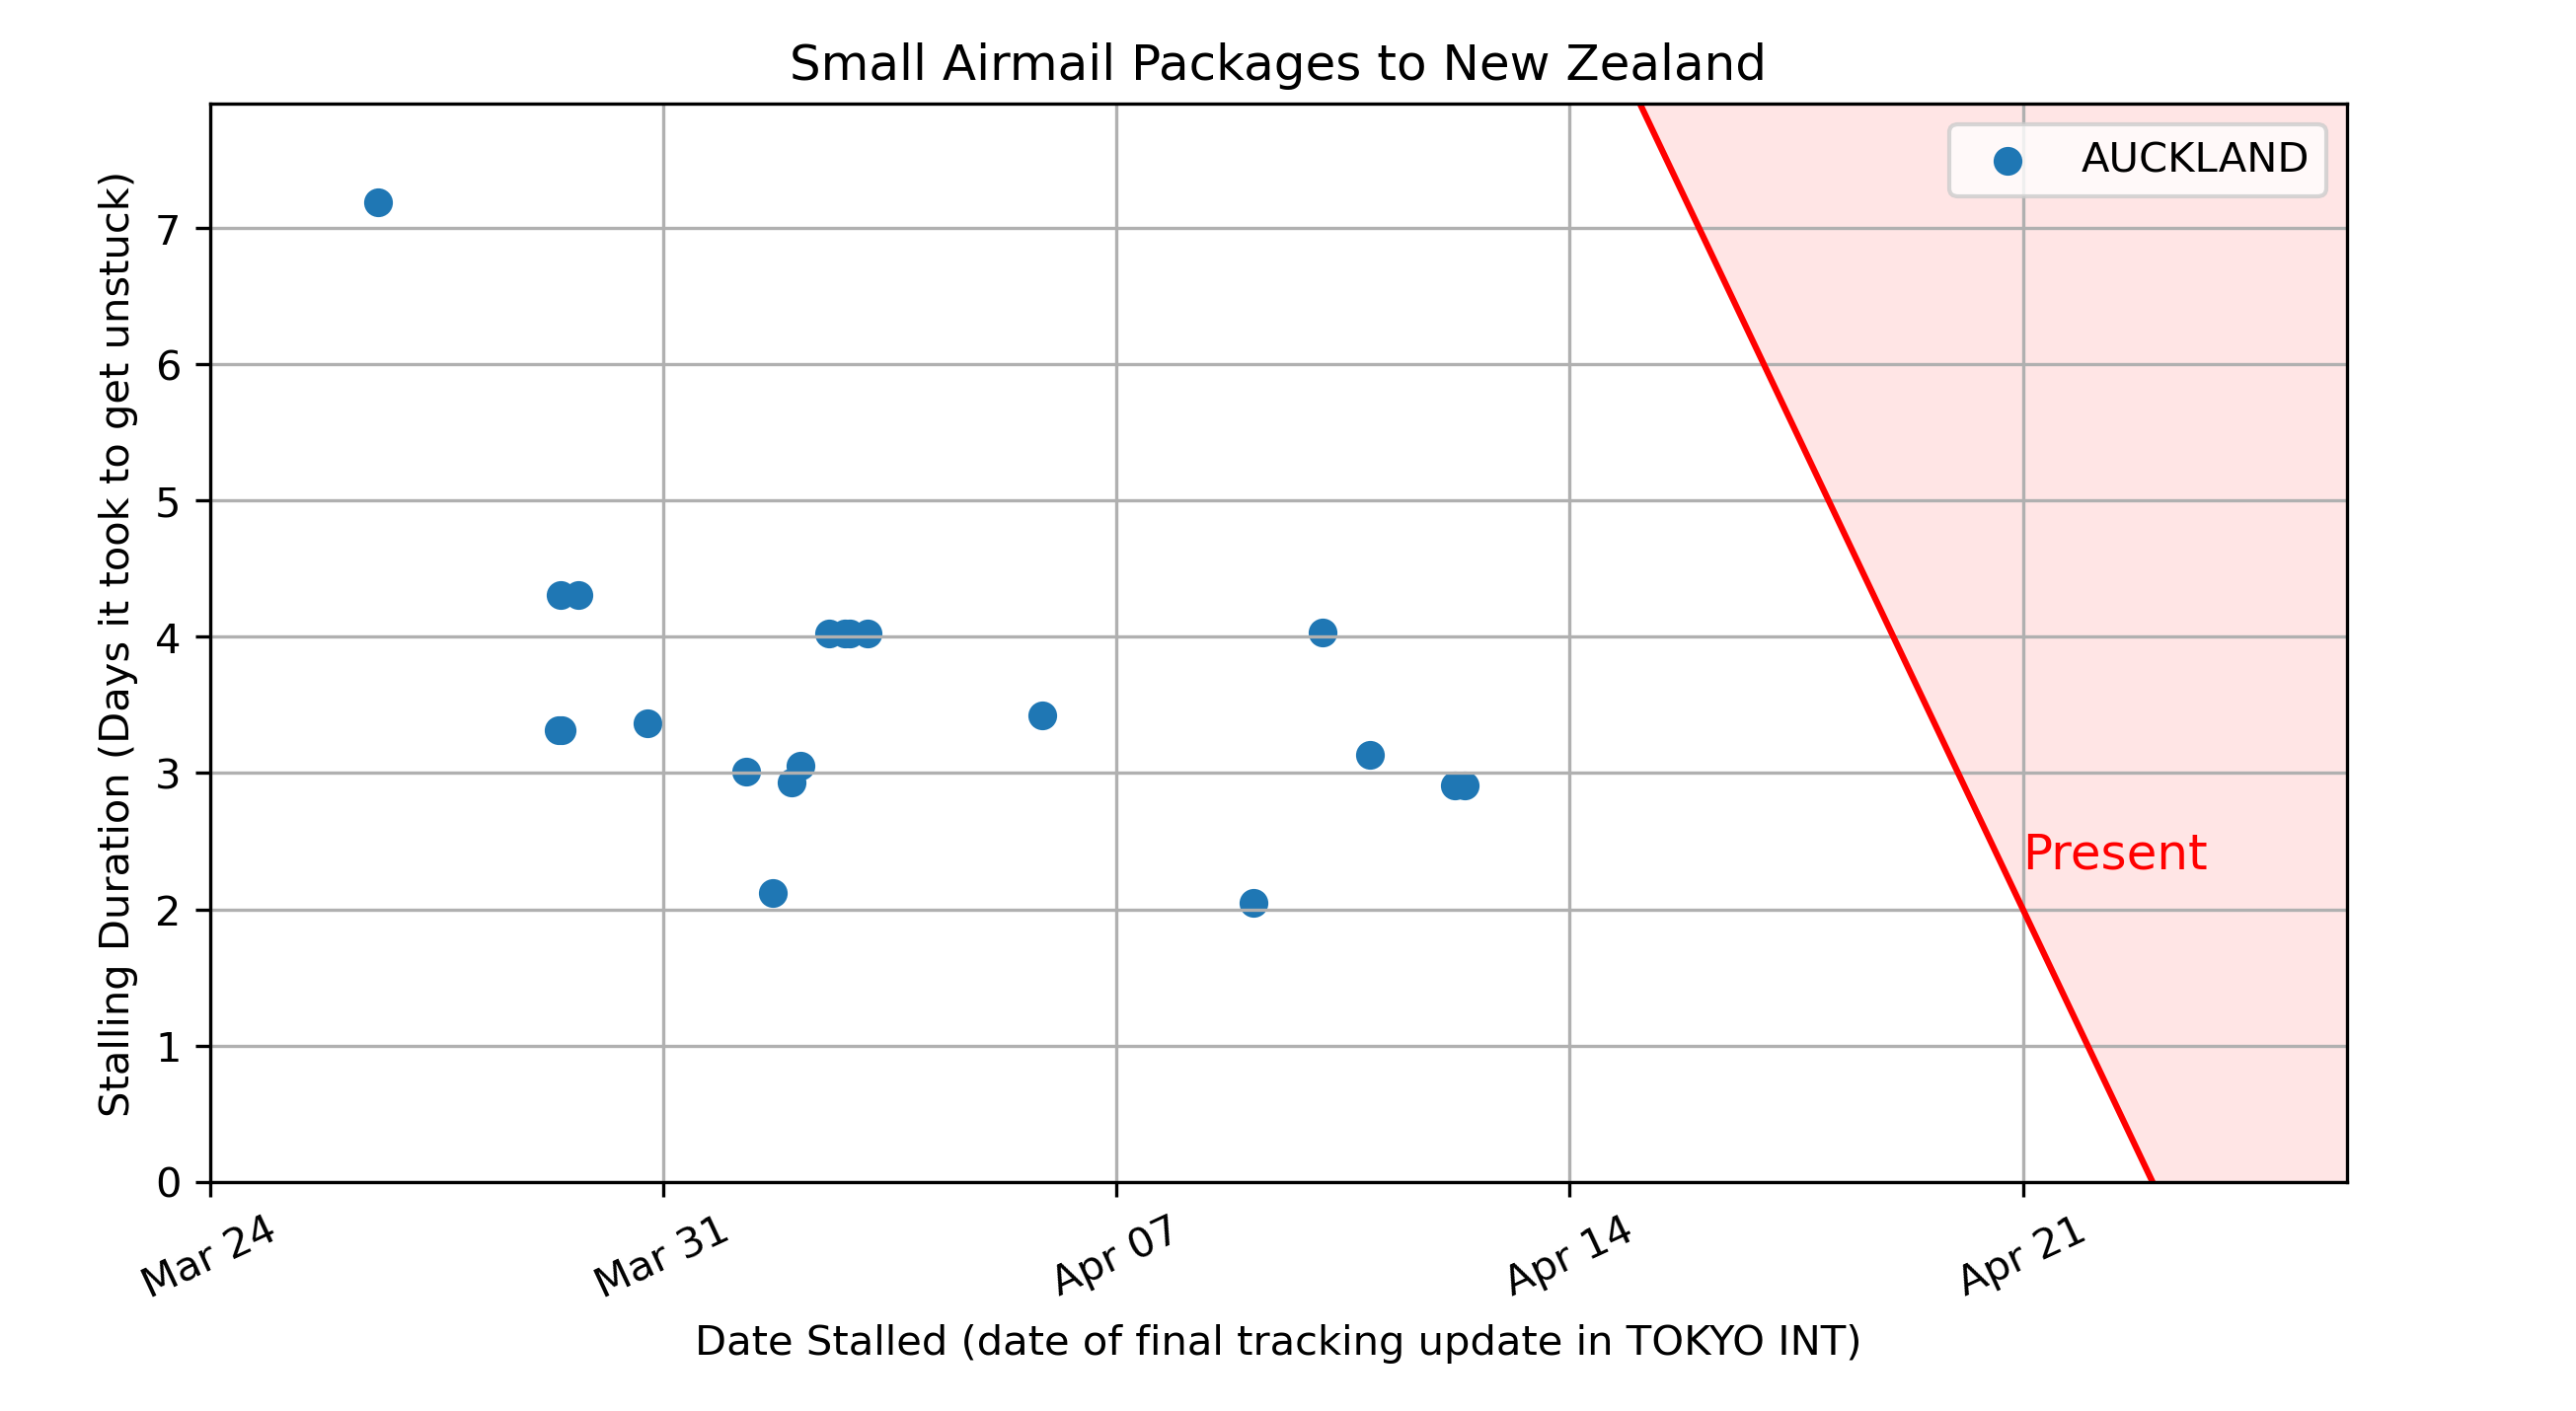 Small Airmail Packages to New Zealand
AUCKLAND
Stalling Duration (Days it took to get unstuck)
7
6
5
4
3
2
1
0
Present
Mar 24
Mar 31
Apr 07
Apr 14
Apr 21
Date Stalled (date of final tracking update in TOKYO INT)